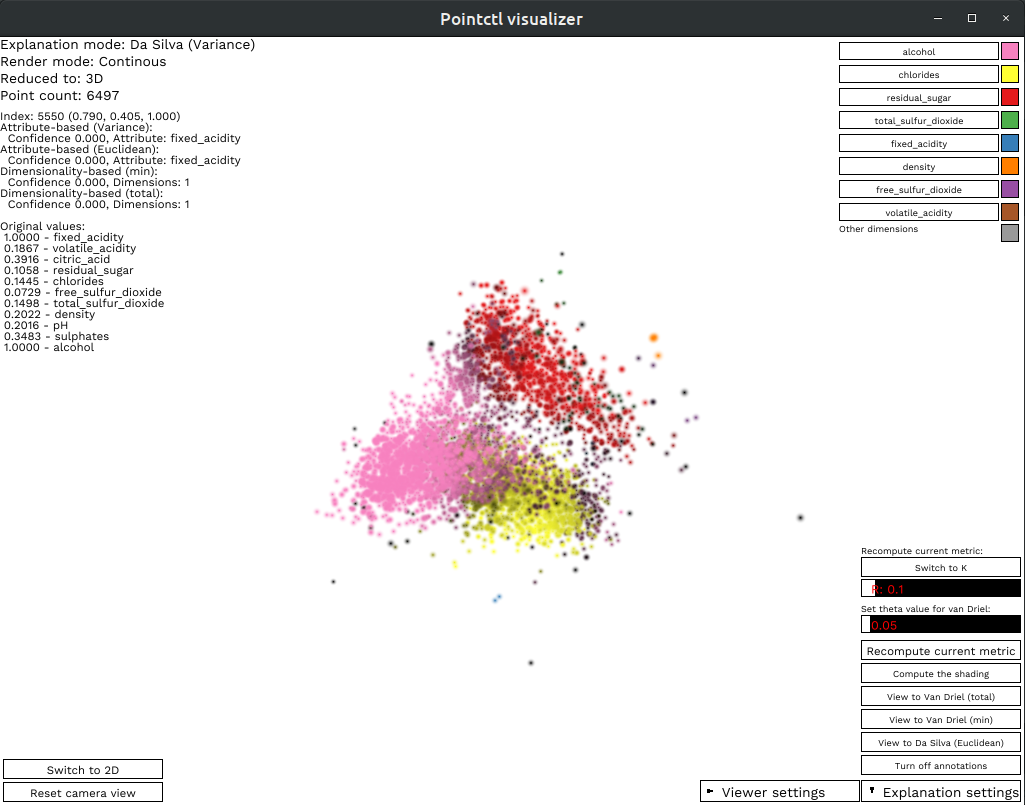 Pointctl visualizer
Explanation mode: Da Silva (Variance)
Render mode: Continous
Reduced to: 3D
Point count: 6497
Index: 5550 (0.790, 0.405, 1.000)
Attribute-based (Variance):
Confidence 0.000, Attribute: fixed_acidity
Attribute-based (Euclidean):
Confidence 0.000, Attribute: fixed_acidity
Dimensionality-based (min):
Confidence 0.000, Dimensions: 1
Dimensionality-based (total):
Confidence 0.000, Dimensions: 1
Original values:
1.0000 - fixed_acidity
0.1867 - volatile_acidity
0.3916 - citric_acid
0.1058 - residual_sugar
0.1445 - chlorides
0.0729 - free_sulfur_dioxide
0.1498 - total_sulfur_dioxide
0.2022 - density
0.2016 - pH
0.3483 - sulphates
1.0000 - alcohol
alcohol
chlorides
residual_sugar
total_sulfur_dioxide
fixed_acidity
density
free_sulfur_dioxide
volatile_acidity
Other dimensions
Recompute current metric:
Switch to K
R: 0.1
Set theta value for van Driel:
0.05
Recompute current metric
Compute the shading
View to Van Driel (total)
View to Van Driel (min)
View to Da Silva (Euclidean)
Turn off annotations
Switch to 2D
Reset camera view
Viewer settings
Explanation settings